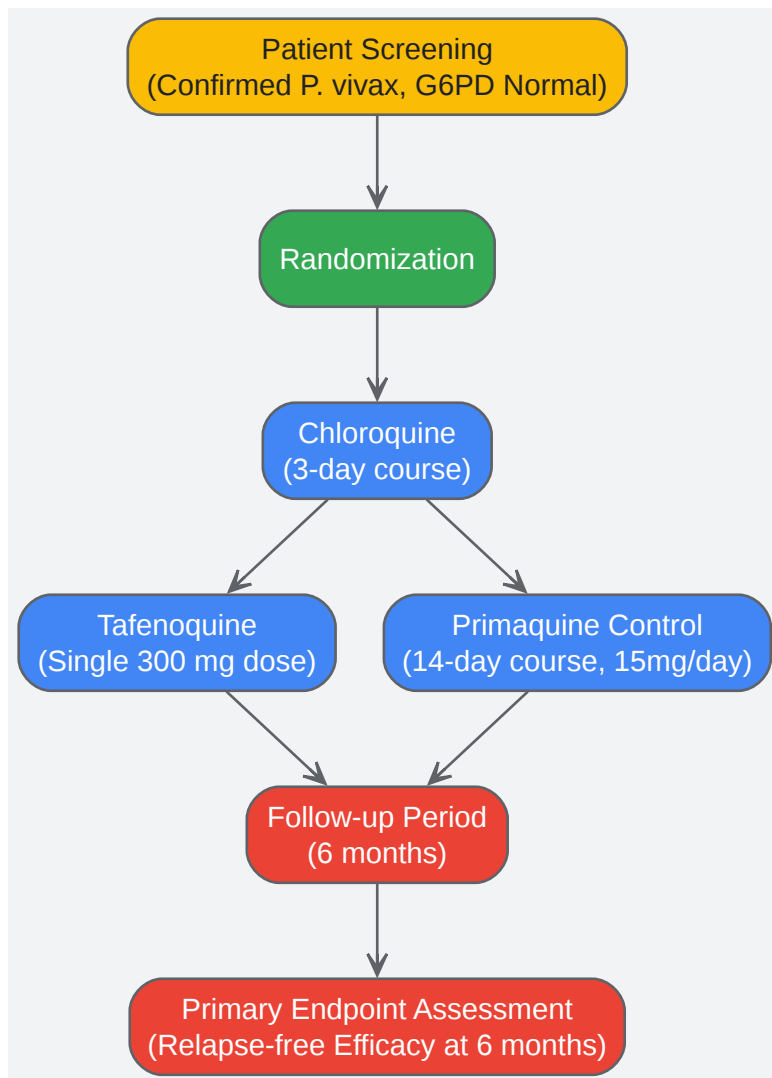 Patient Screening
(Confirmed P. vivax, G6PD Normal)
Randomization
Chloroquine
(3-day course)
Tafenoquine
(Single 300 mg dose)
Primaquine Control
(14-day course, 15mg/day)
Follow-up Period
(6 months)
Primary Endpoint Assessment
(Relapse-free Efficacy at 6 months)